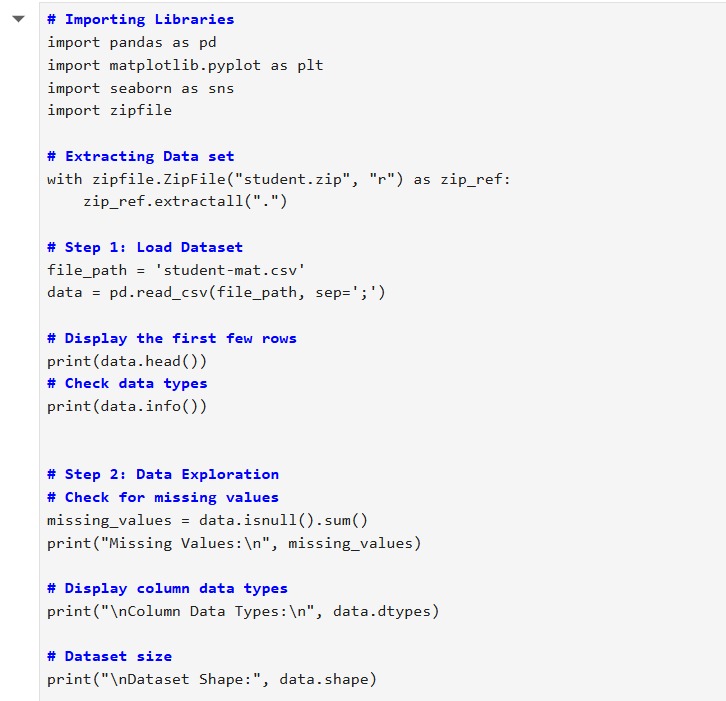 # Importing Libraries
import pandas as pd
import matplotlib.pyplot as plt
import seaborn as sns
import zipfile
# Extracting Data set
with zipfile.ZipFile("student.zip", "r") as zip_ref:
    zip_ref.extractall(".")
# Step 1: Load Dataset
file_path = 'student-mat.csv'
data = pd.read_csv(file_path, sep=';')
# Display the first few rows
print(data.head())
# Check data types
print(data.info())
# Step 2: Data Exploration
# Check for missing values
missing_values = data.isnull().sum()
print("Missing Values:\n", missing_values)
# Display column data types
print("\nColumn Data Types:\n", data.dtypes)
# Dataset size
print("\nDataset Shape:", data.shape)